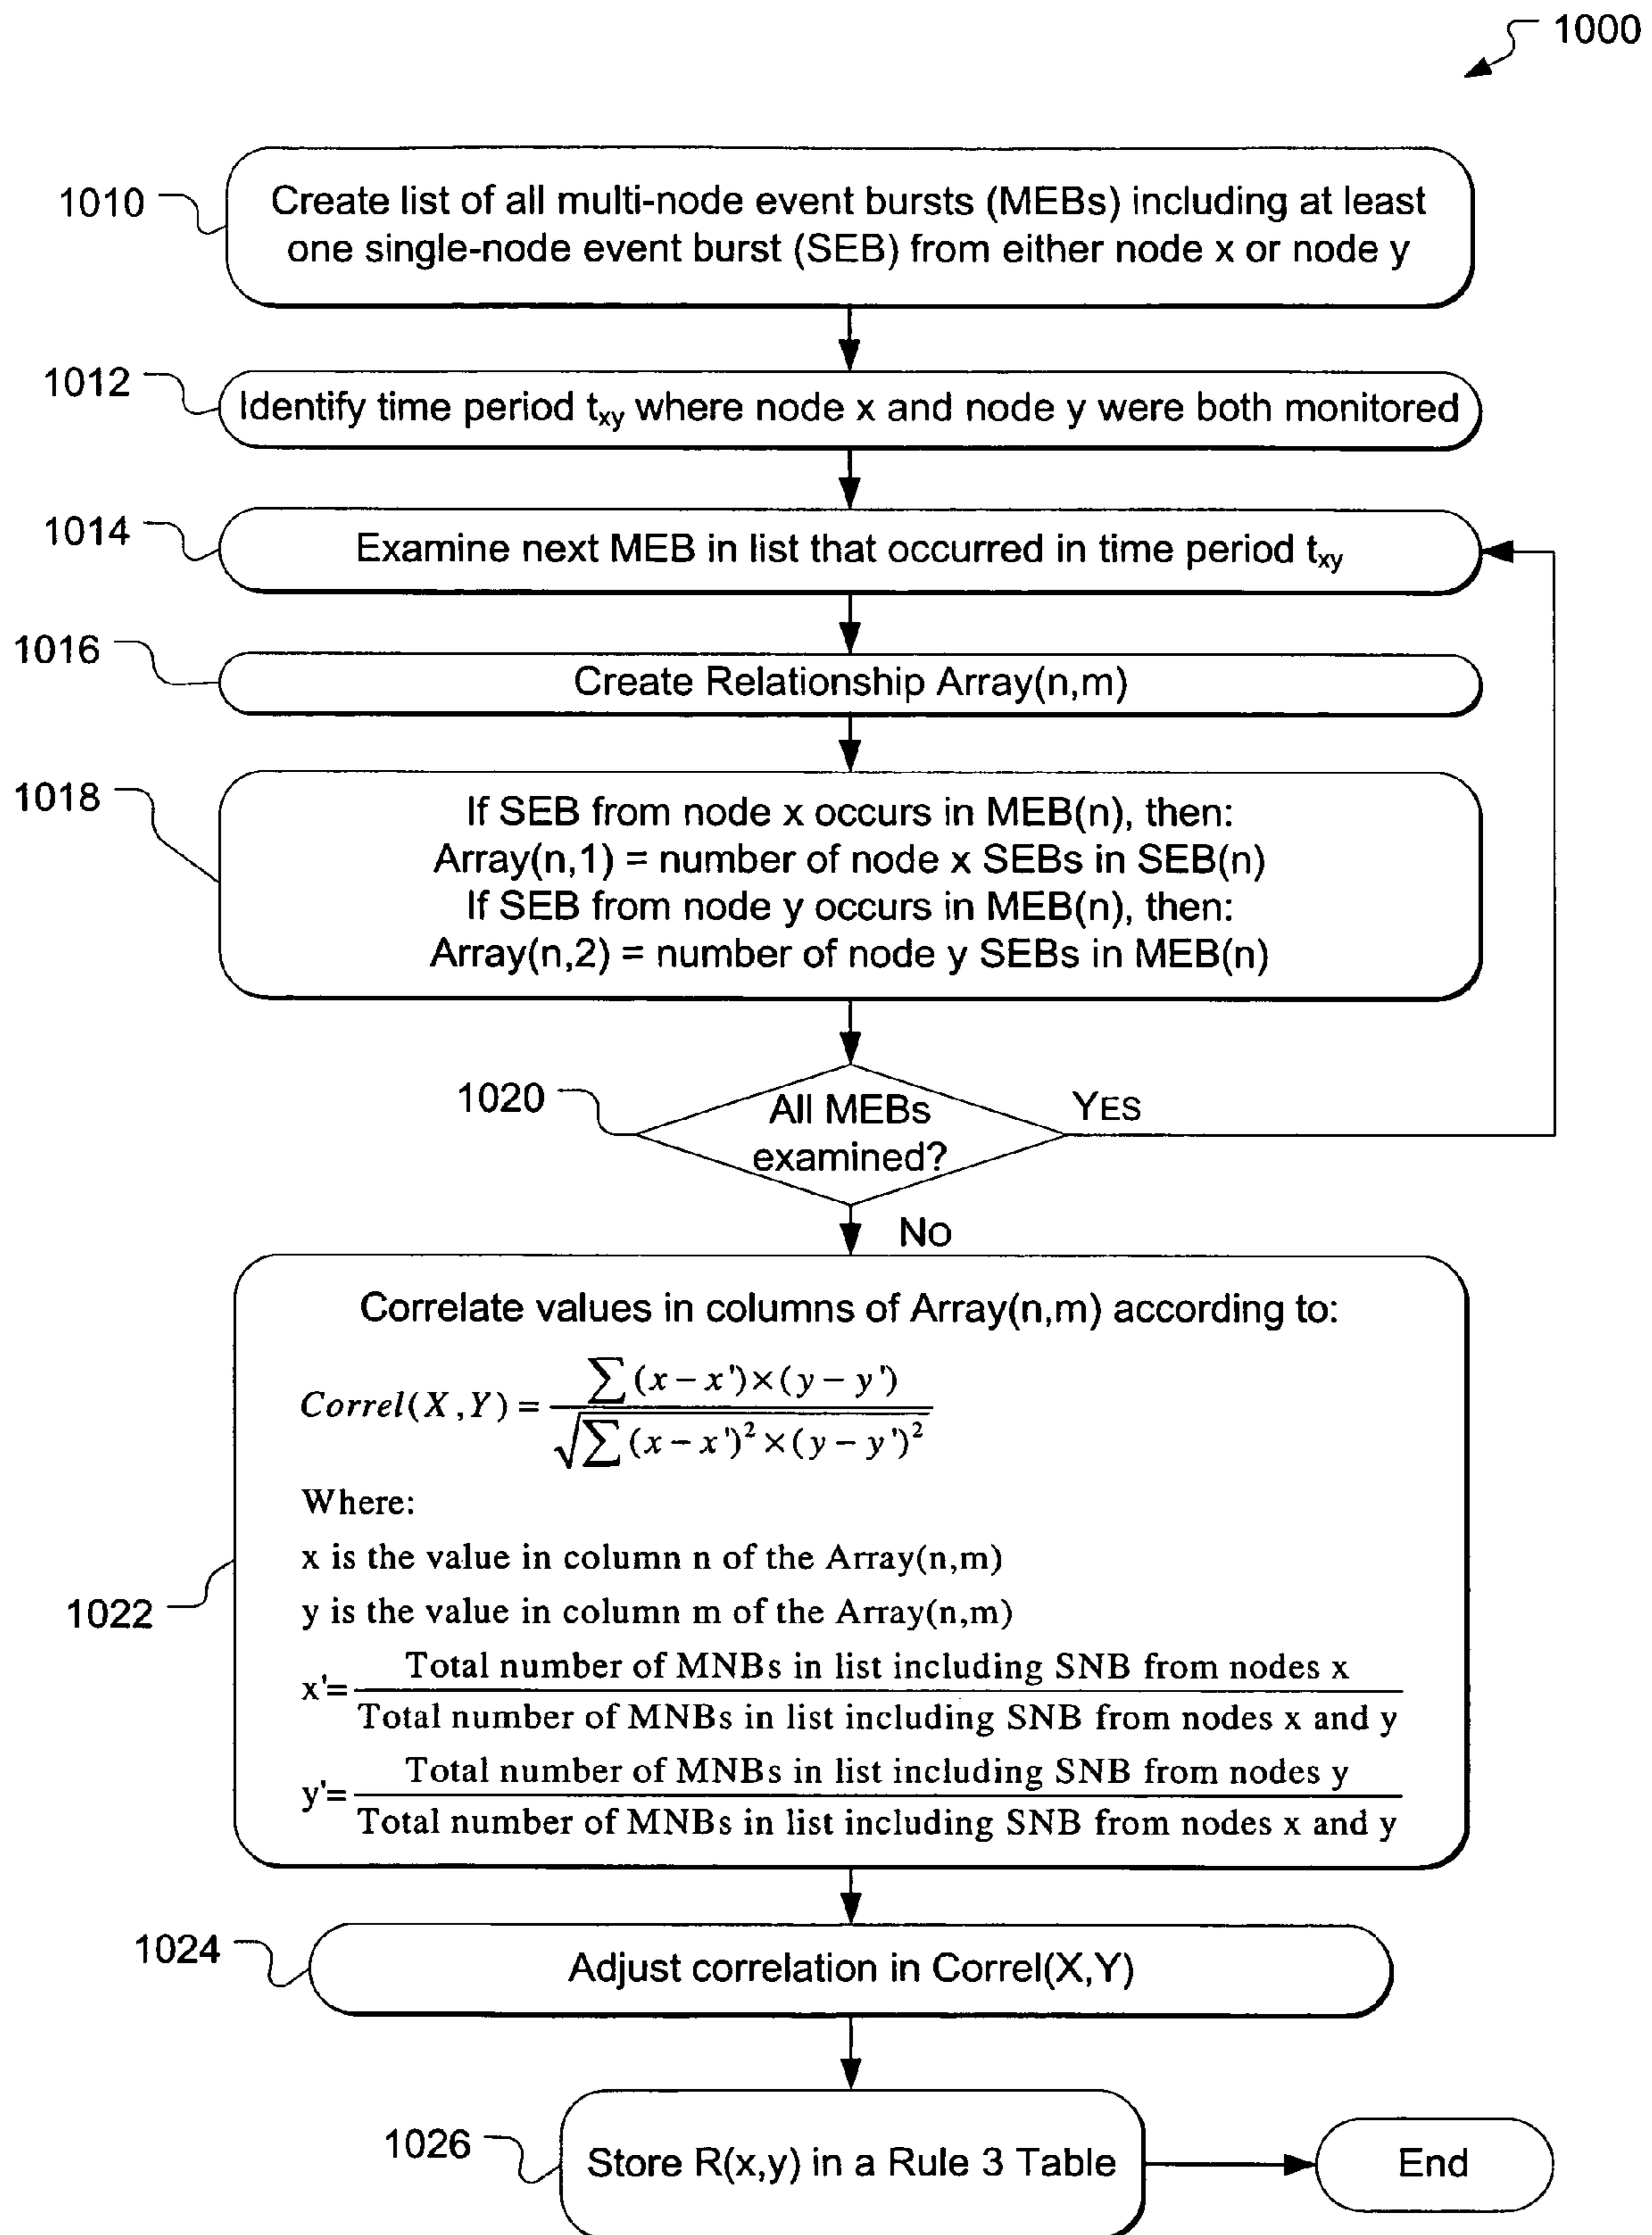 1000
1010
Create list of all multi-node event bursts (MEBs) including at least
one single-node event burst (SEB) from either node x or node y
1012
Identify time period txy where node x and node y were both monitored
1014
Examine next MEB in list that occurred in time period txy
1016
Create Relationship Array(n,m)
1018
If SEB from node x occurs in MEB(n), then:
Array(n,1) = number of node x SEBs in SEB(n)
If SEB from node y occurs in MEB(n), then:
Array(n,2) = number of node y SEBs in MEB(n)
1020
All MEBs
examined?
YES
NO
1022
Correlate values in columns of Array(n,m) according to:
Correl(X,Y) = ∑(x−x')×(y−y') / √∑(x−x')²×(y−y')²
Where:
x is the value in column n of the Array(n,m)
y is the value in column m of the Array(n,m)
x'= Total number of MNBs in list including SNB from nodes x
Total number of MNBs in list including SNB from nodes x and y
y'= Total number of MNBs in list including SNB from nodes y
Total number of MNBs in list including SNB from nodes x and y
1024
Adjust correlation in Correl(X,Y)
1026
Store R(x,y) in a Rule 3 Table
End